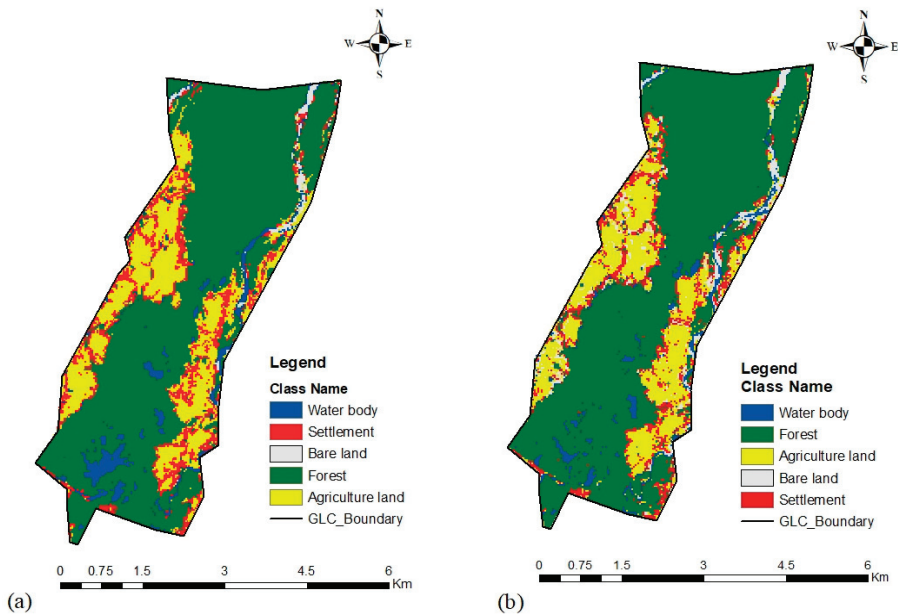 N
W E
S
Legend
Class Name
Water body
Settlement
Bare land
Forest
Agriculture land
GLC_Boundary
0 0.75 1.5 3 4.5 6
Km
(a)
N
W E
S
Legend
Class Name
Water body
Forest
Agriculture land
Bare land
Settlement
GLC_Boundary
0 0.75 1.5 3 4.5 6
Km
(b)